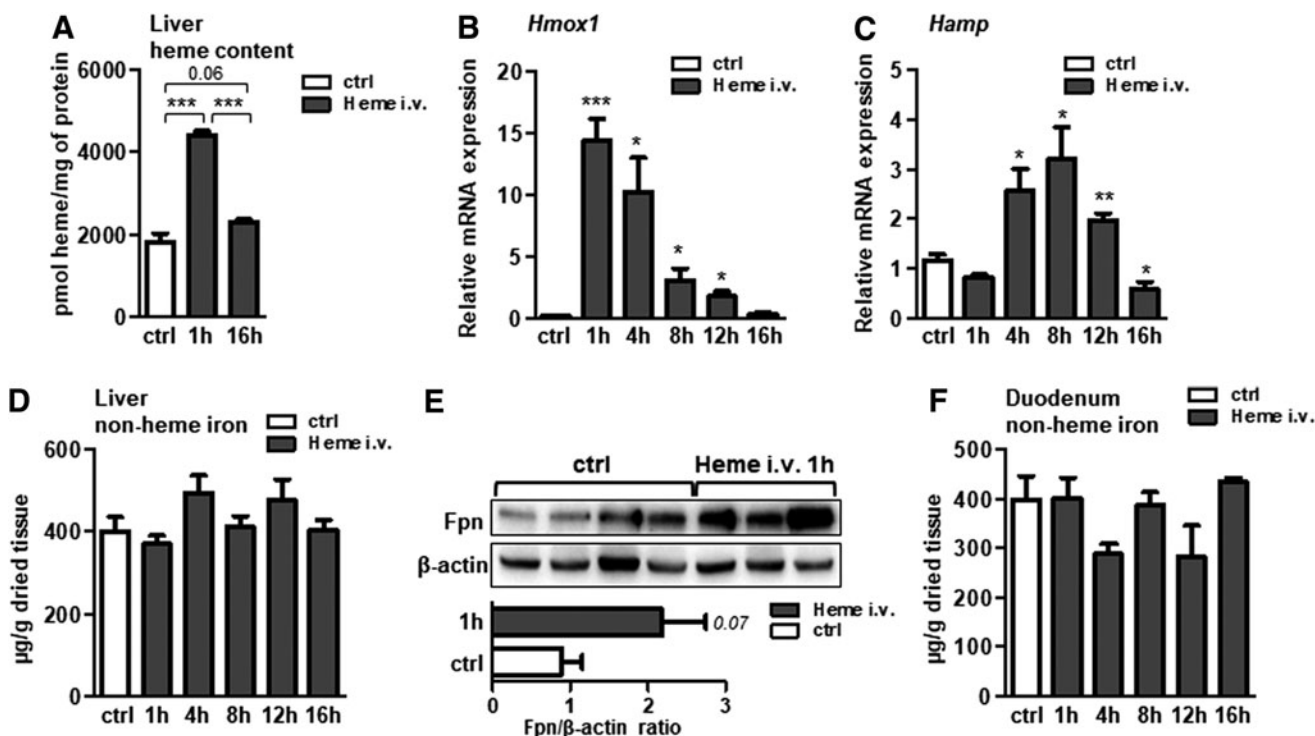 A
Liver
heme content
ctrl
Heme i.v.
pmol heme/mg of protein
6000
4000
2000
0
0.06
*** ***
ctrl 1h 16h
B
Hmox1
ctrl
Heme i.v.
Relative mRNA expression
20
15
10
5
0
***
*
*
*
ctrl 1h 4h 8h 12h 16h
C
Hamp
ctrl
Heme i.v.
Relative mRNA expression
5
4
3
2
1
0
*
*
**
*
ctrl 1h 4h 8h 12h 16h
D
Liver
non-heme iron
ctrl
Heme i.v.
µg/g dried tissue
600
400
200
0
ctrl 1h 4h 8h 12h 16h
E
ctrl Heme i.v. 1h
Fpn
β-actin
1h
ctrl
0.07
Heme i.v.
ctrl
0 1 2 3
Fpn/β-actin ratio
F
Duodenum
non-heme iron
ctrl
Heme i.v.
µg/g dried tissue
500
400
300
200
100
0
ctrl 1h 4h 8h 12h 16h